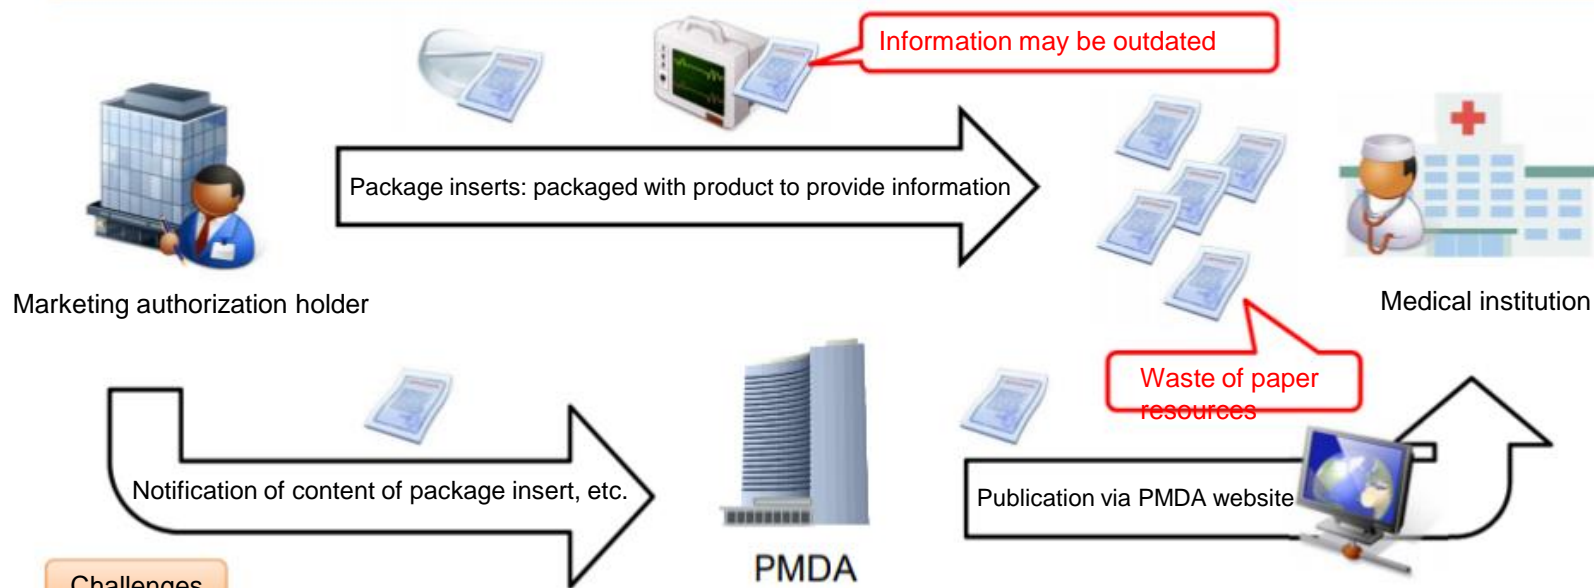 Information may be outdated
Package inserts: packaged with product to provide information
Marketing authorization holder
Medical institution
Waste of paper
resources
Notification of content of package insert, etc.
Publication via PMDA website
PMDA
Challenges